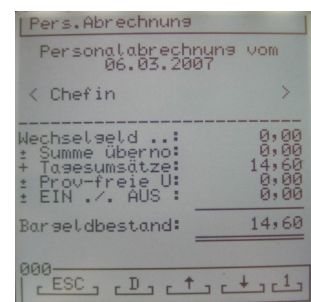 Pers.Abrechnung
Personalabrechnung vom
06.03.2007
< Chefin >
Wechselgeld ..: 0,00
± Summe überno: 0,00
+ Tagesumsätze: 14,60
± Prov-freie U: 0,00
± EIN ./. AUS : 0,00
Bargeldbestand: 14,60
000
ESC D ↑ ↓ 1